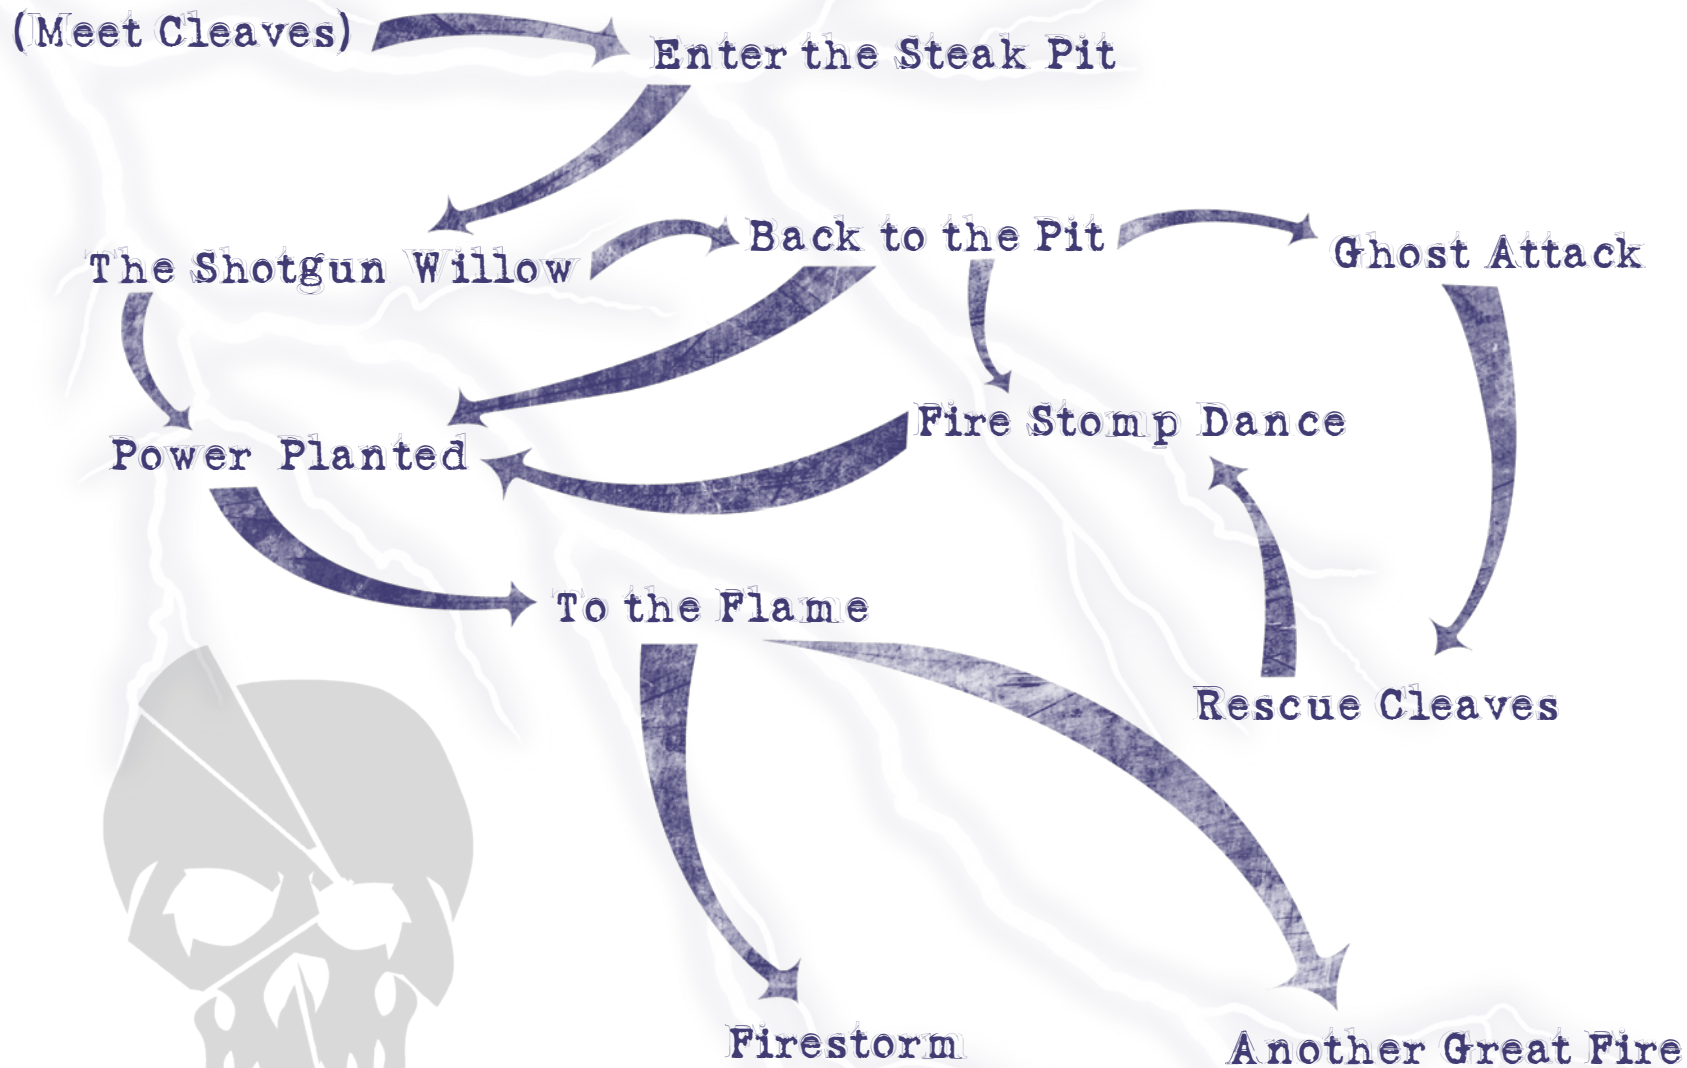 (Meet Cleaves)
Enter the Steak Pit
The Shotgun Willow
Back to the Pit
Ghost Attack
Power Planted
Fire Stomp Dance
To the Flame
Rescue Cleaves
Firestorm
Another Great Fire